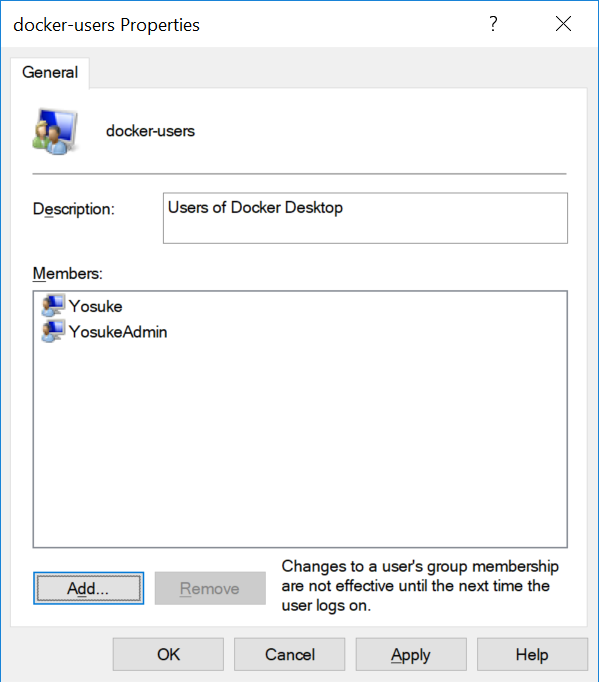 docker-users Properties
?
General
docker-users
Description:
Users of Docker Desktop
Members:
Yosuke
YosukeAdmin
Add...
Remove
Changes to a user's group membership
are not effective until the next time the
user logs on.
OK
Cancel
Apply
Help